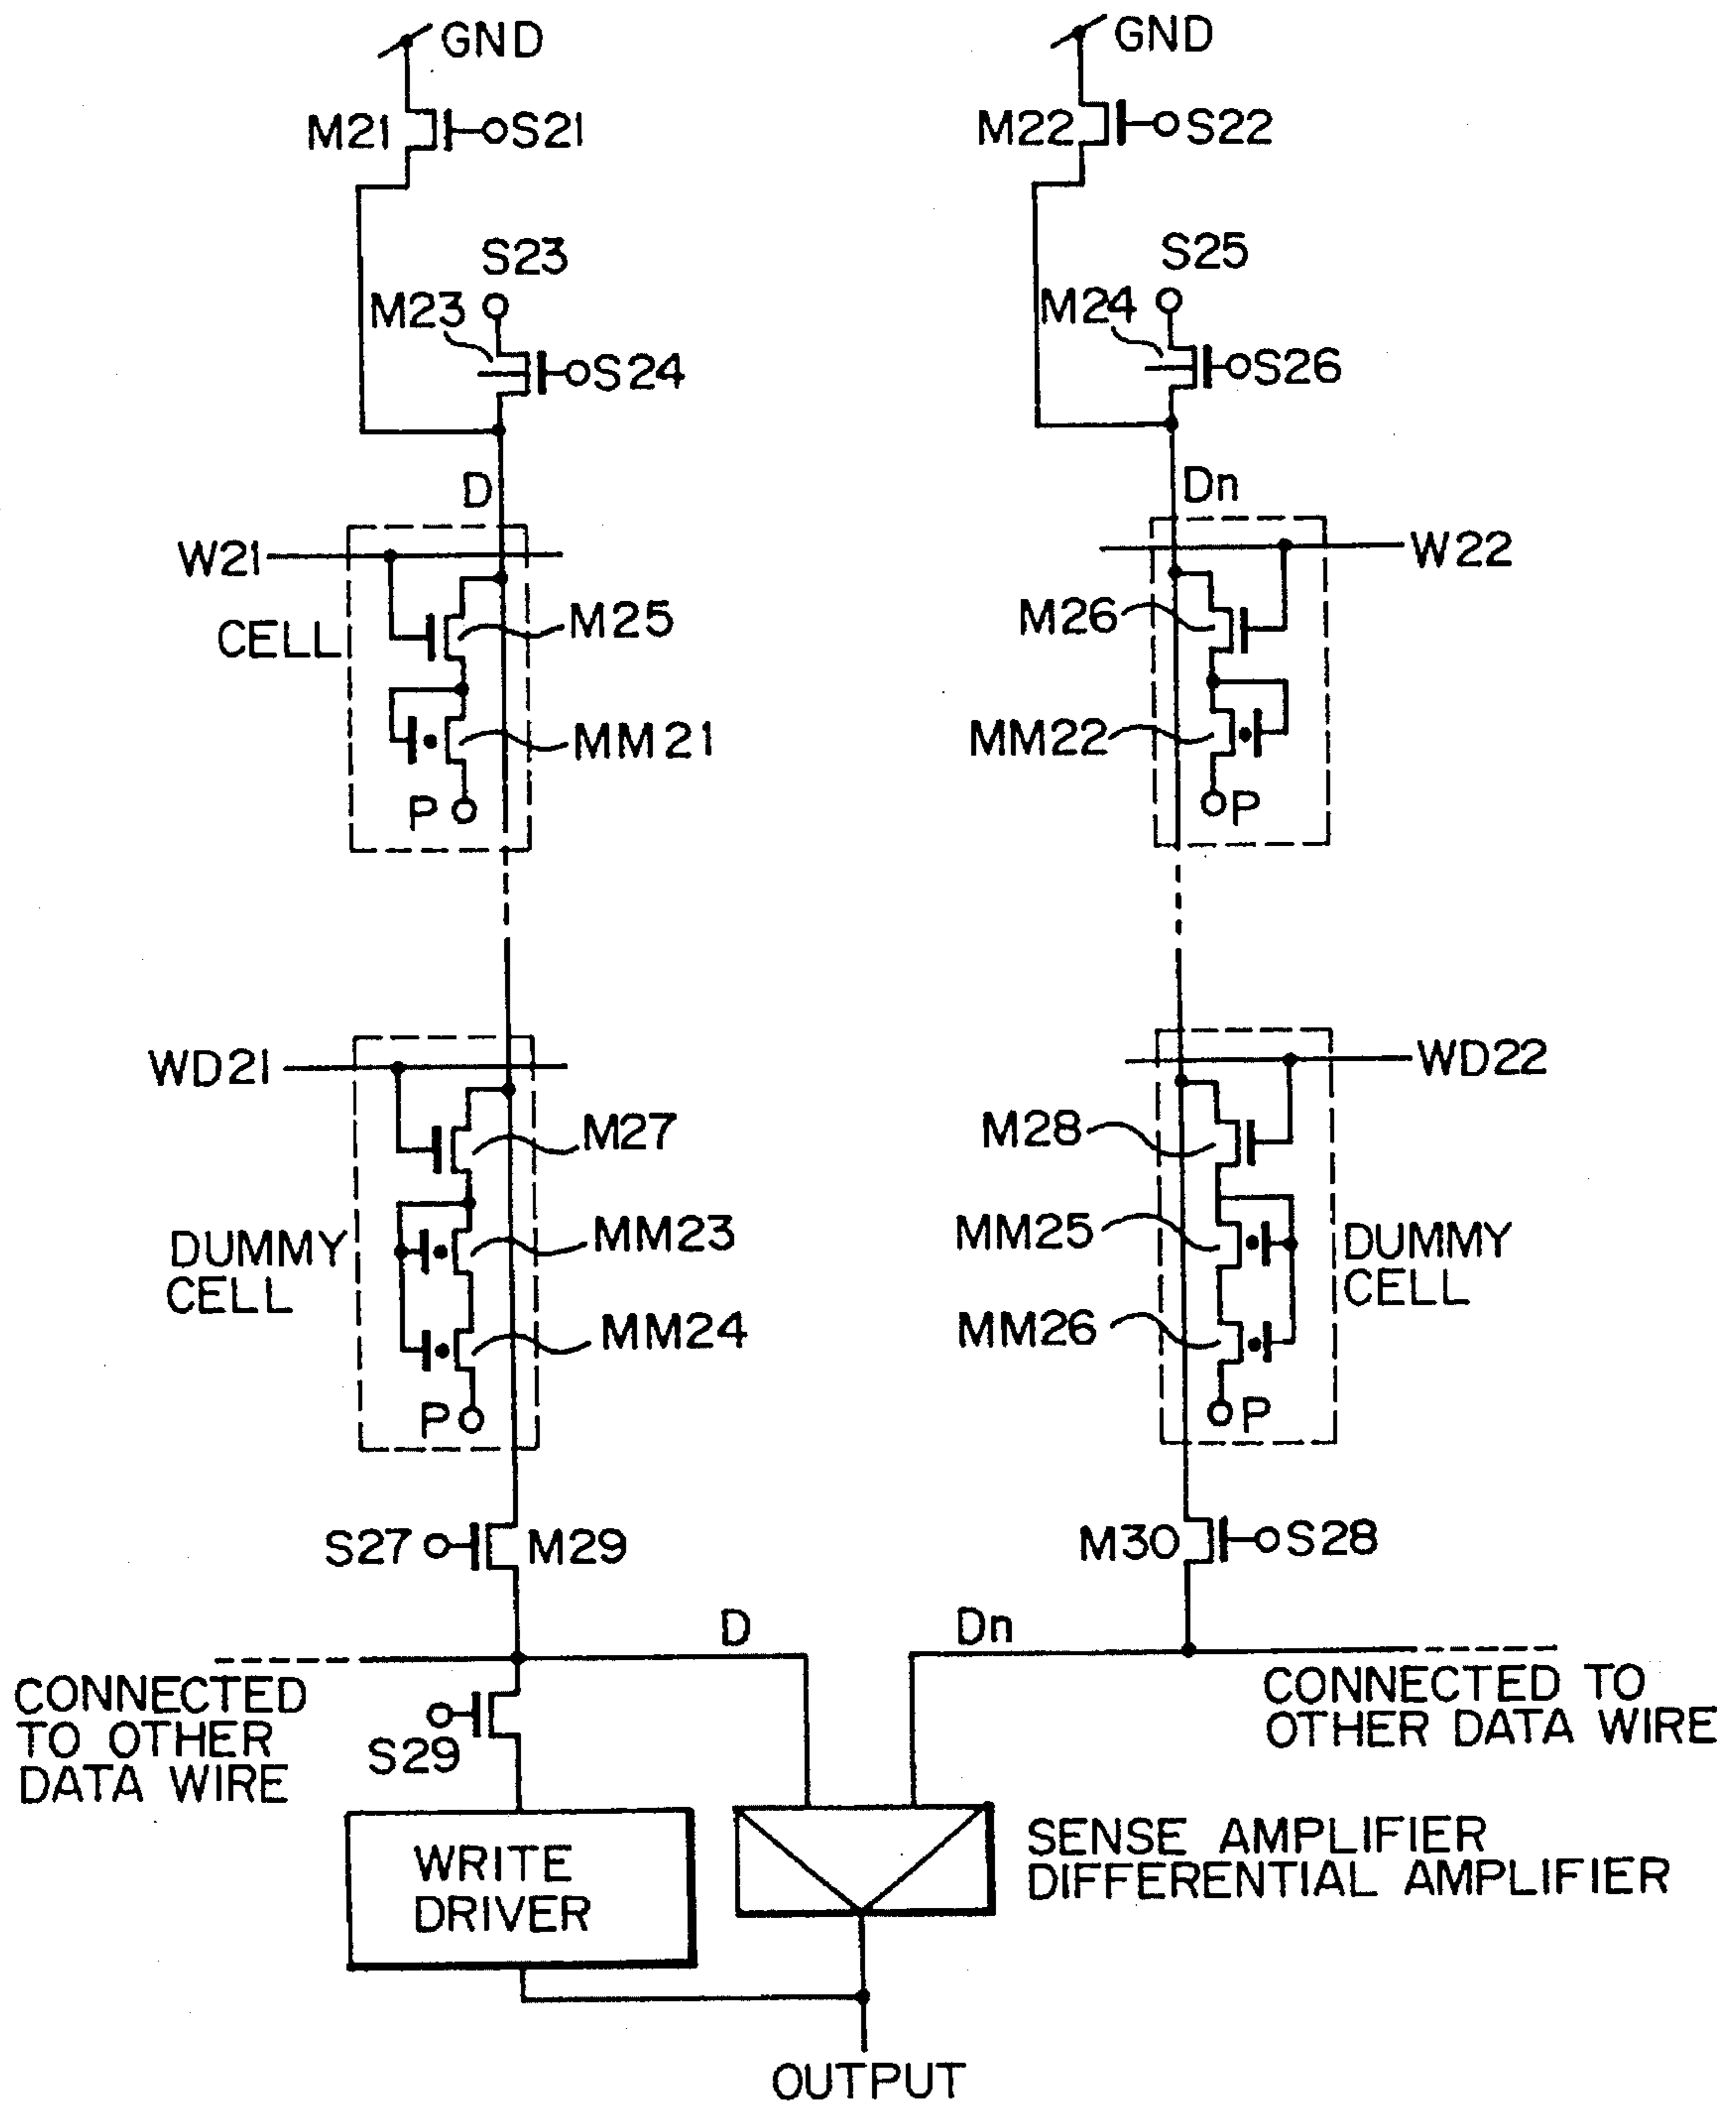 GND
GND
M21
S21
M22
S22
S23
S25
M23
S24
M24
S26
D
Dn
W21
W22
CELL
M25
M26
MM21
MM22
P
P
WD21
WD22
M27
M28
DUMMY
CELL
MM23
MM25
DUMMY
CELL
MM24
MM26
P
P
S27
M29
M30
S28
D
Dn
CONNECTED
TO OTHER
DATA WIRE
CONNECTED TO
OTHER DATA WIRE
S29
WRITE
DRIVER
SENSE AMPLIFIER
DIFFERENTIAL AMPLIFIER
OUTPUT